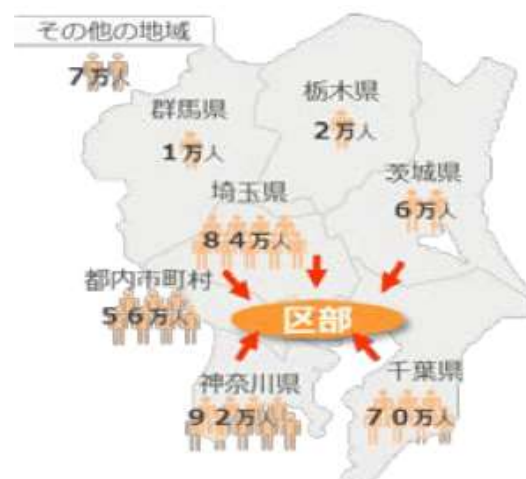 その他の地域
7万人
群馬県
1万人
栃木県
2万人
茨城県
6万人
埼玉県
84万人
都内市町村
56万人
区部
神奈川県
92万人
千葉県
70万人